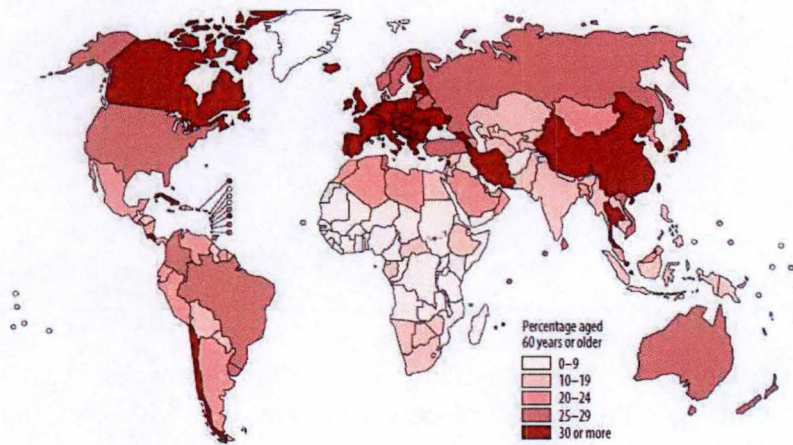 Percentage aged
60 years or older
0–9
10–19
20–24
25–29
30 or more